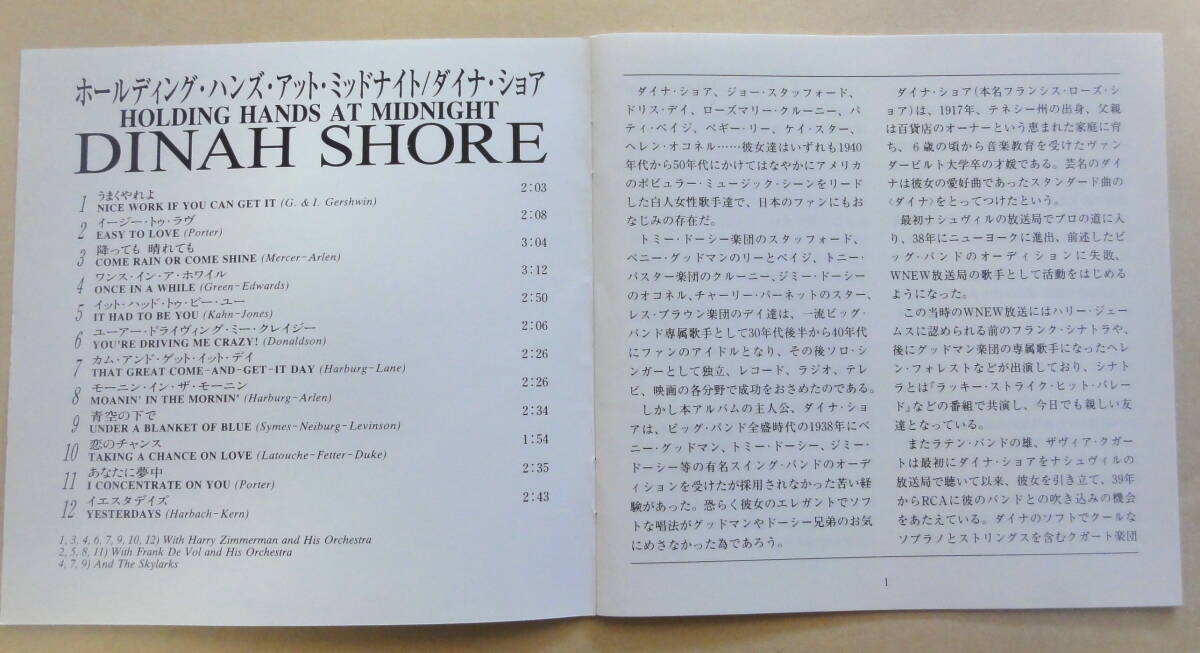 ホールディング・ハンズ・アット・ミッドナイト/ダイナ・ショア
HOLDING HANDS AT MIDNIGHT
DINAH SHORE
1 うまくやれよ 2:03
NICE WORK IF YOU CAN GET IT (G. & I. Gershwin)
2 イージー・トゥ・ラヴ 2:08
EASY TO LOVE (Porter)
3 降っても 晴れても 3:04
COME RAIN OR COME SHINE (Mercer-Arlen)
4 ワンス・イン・ア・ホワイル 3:12
ONCE IN A WHILE (Green-Edwards)
5 イット・ハッド・トゥ・ビー・ユー 2:50
IT HAD TO BE YOU (Kahn-Jones)
6 ユーアー・ドライヴィング・ミー・クレイジー 2:06
YOU'RE DRIVING ME CRAZY! (Donaldson)
7 カム・アンド・ゲット・イット・デイ 2:26
THAT GREAT COME-AND-GET-IT DAY (Harburg-Lane)
8 モーニン・イン・ザ・モーニン 2:26
MOANIN' IN THE MORNIN' (Harburg-Arlen)
9 青空の下で 2:34
UNDER A BLANKET OF BLUE (Symes-Neiburg-Levinson)
10 恋のチャンス 1:54
TAKING A CHANCE ON LOVE (Latouche-Fetter-Duke)
11 あなたに夢中 2:35
I CONCENTRATE ON YOU (Porter)
12 イエスタデイズ 2:43
YESTERDAYS (Harbach-Kern)
1, 3, 4, 6, 7, 9, 10, 12) With Harry Zimmerman and His Orchestra
2, 5, 8, 11) With Frank De Vol and His Orchestra
4, 7, 9) And The Skylarks
ダイナ・ショア、ジョー・スタッフォード、
ドリス・デイ、ローズマリー・クルーニー、パ
ティ・ペイジ、ペギー・リー、ケイ・スター、
ヘレン・オコネル……彼女達はいずれも1940
年代から50年代にかけてはなやかにアメリカ
のポピュラー・ミュージック・シーンをリード
した白人女性歌手達で、日本のファンにもお
なじみの存在だ。
トミー・ドーシー楽団のスタッフォード、
ベニー・グッドマンのリーとペイジ、トニー・
パスター楽団のクルーニー、ジミー・ドーシー
のオコネル、チャーリー・バーネットのスター、
レス・ブラウン楽団のデイ達は、一流ビッグ・
バンド専属歌手として30年代後半から40年代
にファンのアイドルとなり、その後ソロ・シ
ンガーとして独立、レコード、ラジオ、テレ
ビ、映画の各分野で成功をおさめたのである。
しかし本アルバムの主人公、ダイナ・ショ
アは、ビッグ・バンド全盛時代の1938年にベ
ニー・グッドマン、トミー・ドーシー、ジミー・
ドーシー等の有名スイング・バンドのオーデ
ィションを受けたが採用されなかった苦い経
験があった。恐らく彼女のエレガントでソフ
トな唱法がグッドマンやドーシー兄弟のお気
にめさなかった為であろう。
ダイナ・ショア(本名フランシス・ローズ・シ
ョア)は、1917年、テネシー州の出身、父親
は百貨店のオーナーという恵まれた家庭に育
ち、6歳の頃から音楽教育を受けたヴァン
ダービルト大学卒の才媛である。芸名のダイ
ナは彼女の愛好曲であったスタンダード曲の
〈ダイナ〉をとってつけたという。
最初ナシュヴィルの放送局でプロの道に入
り、38年にニューヨークに進出、前述したビ
ッグ・バンドのオーディションに失敗、
WNEW放送局の歌手として活動をはじめる
ようになった。
この当時のWNEW放送にはハリー・ジェー
ムスに認められる前のフランク・シナトラや、
後にグッドマン楽団の専属歌手になったヘレ
ン・フォレストなどが出演しており、シナト
ラとは『ラッキー・ストライク・ヒット・パレー
ド』などの番組で共演し、今日でも親しい友
達となっている。
またラテン・バンドの雄、ザヴィア・クガー
トは最初にダイナ・ショアをナシュヴィルの
放送局で聴いて以来、彼女を引き立て、39年
からRCAに彼のバンドとの吹き込みの機会
をあたえている。ダイナのソフトでクールな
ソプラノとストリングスを含むクガート楽団
1